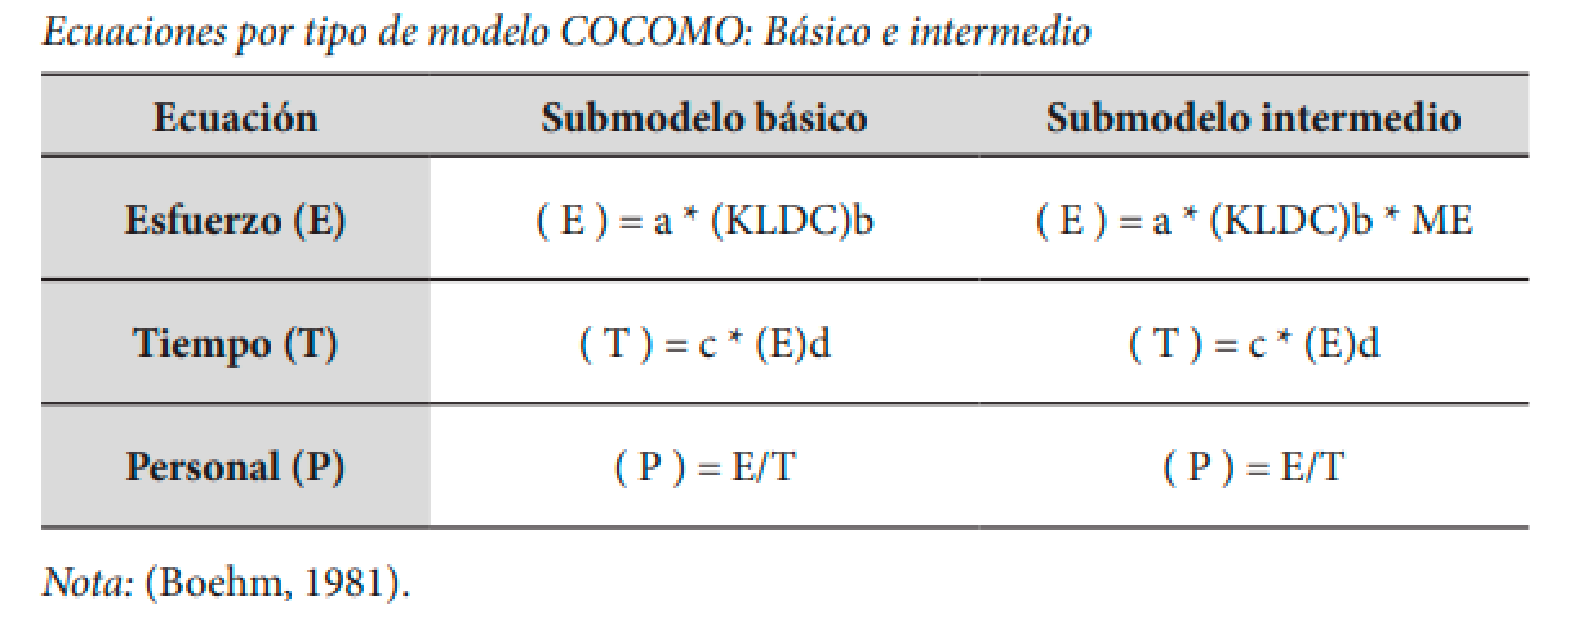 Ecuaciones por tipo de modelo COCOMO: Básico e intermedio
Ecuación Submodelo básico Submodelo intermedio
Esfuerzo (E) ( E ) = a * (KLDC)b ( E ) = a * (KLDC)b * ME
Tiempo (T) ( T ) = c * (E)d ( T ) = c * (E)d
Personal (P) ( P ) = E/T ( P ) = E/T
Nota: (Boehm, 1981).